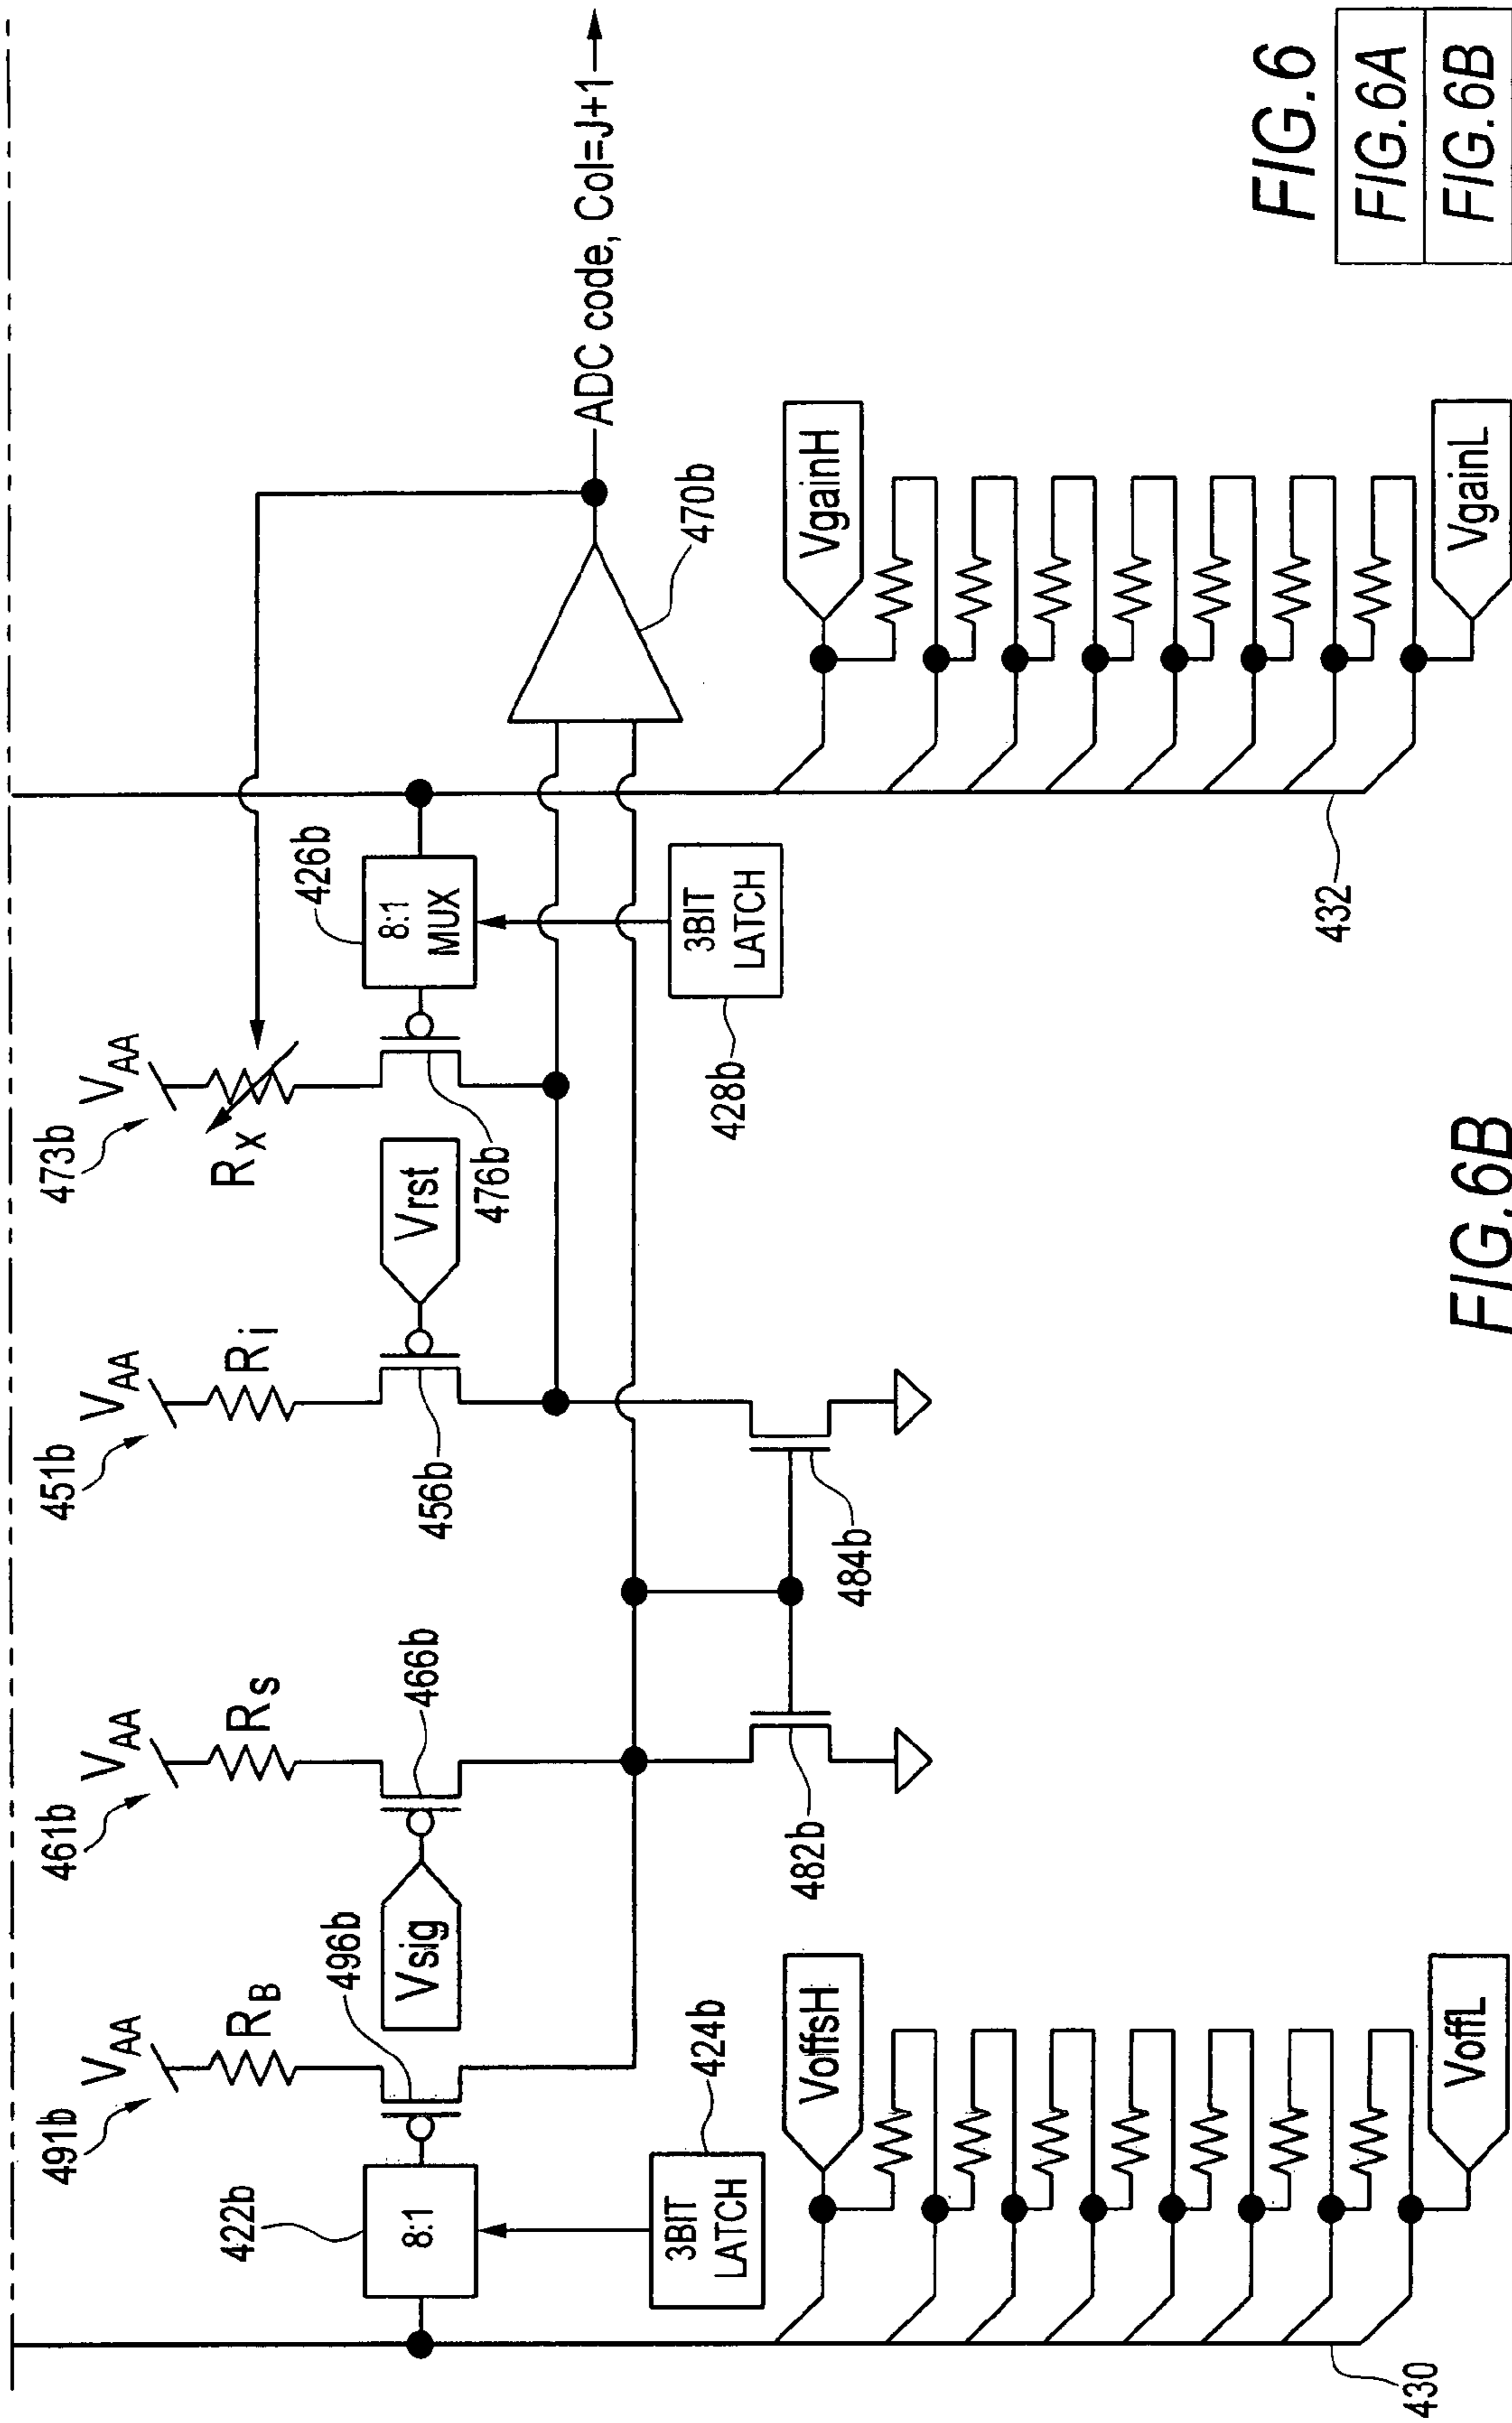 491b
VAA
RB
461b
VAA
RS
451b
VAA
Ri
473b
VAA
RX
422b
8:1
496b
Vsig
466b
456b
Vrst
476b
426b
8:1
MUX
ADC code, Col=J+1
3BIT
LATCH
424b
482b
484b
428b
3BIT
LATCH
470b
VoffsH
VoffL
430
VgainH
VgainL
432
FIG.6B
FIG.6
FIG.6A
FIG.6B